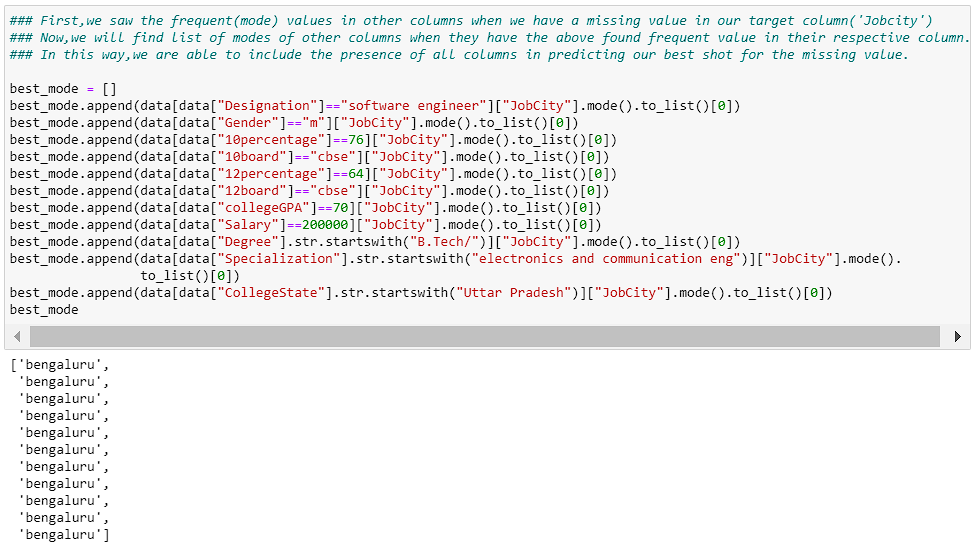 ### First,we saw the frequent(mode) values in other columns when we have a missing value in our target column('Jobcity')
### Now,we will find list of modes of other columns when they have the above found frequent value in their respective column.
### In this way,we are able to include the presence of all columns in predicting our best shot for the missing value.
best_mode = []
best_mode.append(data[data["Designation"]=="software engineer"]["JobCity"].mode().to_list()[0])
best_mode.append(data[data["Gender"]=="m"]["JobCity"].mode().to_list()[0])
best_mode.append(data[data["10percentage"]==76]["JobCity"].mode().to_list()[0])
best_mode.append(data[data["10board"]=="cbse"]["JobCity"].mode().to_list()[0])
best_mode.append(data[data["12percentage"]==64]["JobCity"].mode().to_list()[0])
best_mode.append(data[data["12board"]=="cbse"]["JobCity"].mode().to_list()[0])
best_mode.append(data[data["collegeGPA"]==70]["JobCity"].mode().to_list()[0])
best_mode.append(data[data["Salary"]==200000]["JobCity"].mode().to_list()[0])
best_mode.append(data[data["Degree"].str.startswith("B.Tech/")]["JobCity"].mode().to_list()[0])
best_mode.append(data[data["Specialization"].str.startswith("electronics and communication eng")]["JobCity"].mode().
to_list()[0])
best_mode.append(data[data["CollegeState"].str.startswith("Uttar Pradesh")]["JobCity"].mode().to_list()[0])
best_mode
['bengaluru',
'bengaluru',
'bengaluru',
'bengaluru',
'bengaluru',
'bengaluru',
'bengaluru',
'bengaluru',
'bengaluru',
'bengaluru',
'bengaluru']